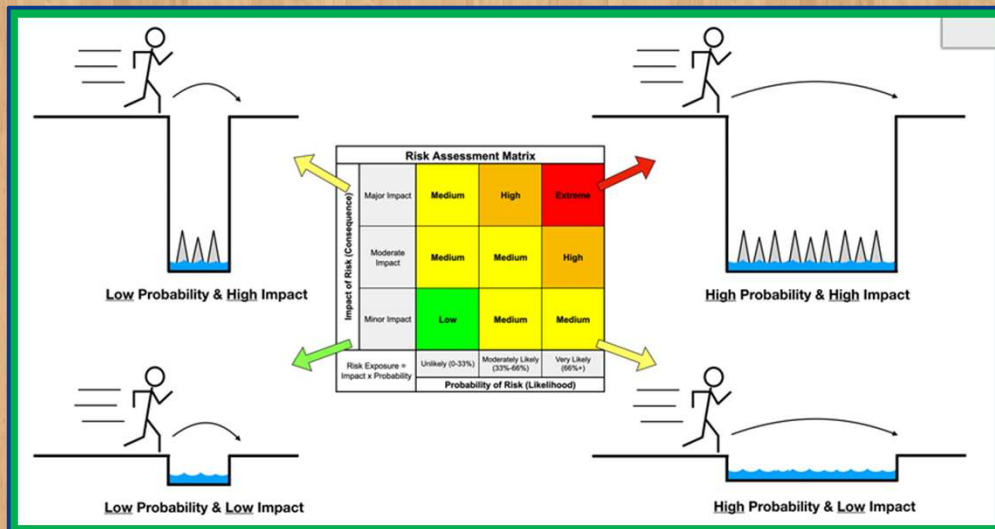 Risk Assessment Matrix
Impact of Risk (Consequence)
Major Impact
Medium
High
Extreme
Moderate
Impact
Medium
Medium
High
Minor Impact
Low
Medium
Medium
Risk Exposure =
Impact x Probability
Unlikely (0-33%)
Moderately Likely
(33%-66%)
Very Likely
(66%+)
Probability of Risk (Likelihood)
Low Probability & High Impact
High Probability & High Impact
Low Probability & Low Impact
High Probability & Low Impact